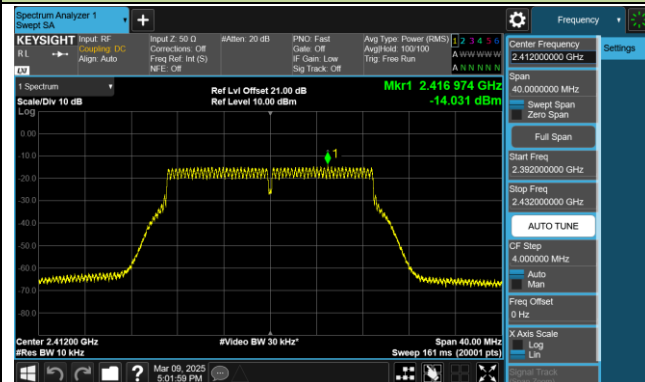 Spectrum Analyzer 1
Swept SA
Frequency
KEYSIGHT
RL
Input: RF
Coupling: DC
Align: Auto
Input Z: 50 Ω
Corrections: Off
Freq Ref: Int (S)
NFE: Off
#Atten: 20 dB
PNO: Fast
Gate: Off
IF Gain: Low
Sig Track: Off
Avg Type: Power (RMS)
Avg|Hold: 100/100
Trig: Free Run
1 2 3 4 5 6
A W W W W W
A N N N N N
1 Spectrum
Scale/Div 10 dB
Log
Ref Lvl Offset 21.00 dB
Ref Level 10.00 dBm
Mkr1 2.416 974 GHz
-14.031 dBm
1
0.00
-10.0
-20.0
-30.0
-40.0
-50.0
-60.0
-70.0
-80.0
Center 2.41200 GHz
#Res BW 10 kHz
#Video BW 30 kHz*
Span 40.00 MHz
Sweep 161 ms (20001 pts)
Mar 09, 2025
5:01:59 PM
Center Frequency
2.412000000 GHz
Settings
Span
40.0000000 MHz
Swept Span
Zero Span
Full Span
Start Freq
2.392000000 GHz
Stop Freq
2.432000000 GHz
AUTO TUNE
CF Step
4.000000 MHz
Auto
Man
Freq Offset
0 Hz
X Axis Scale
Log
Lin
Signal Track